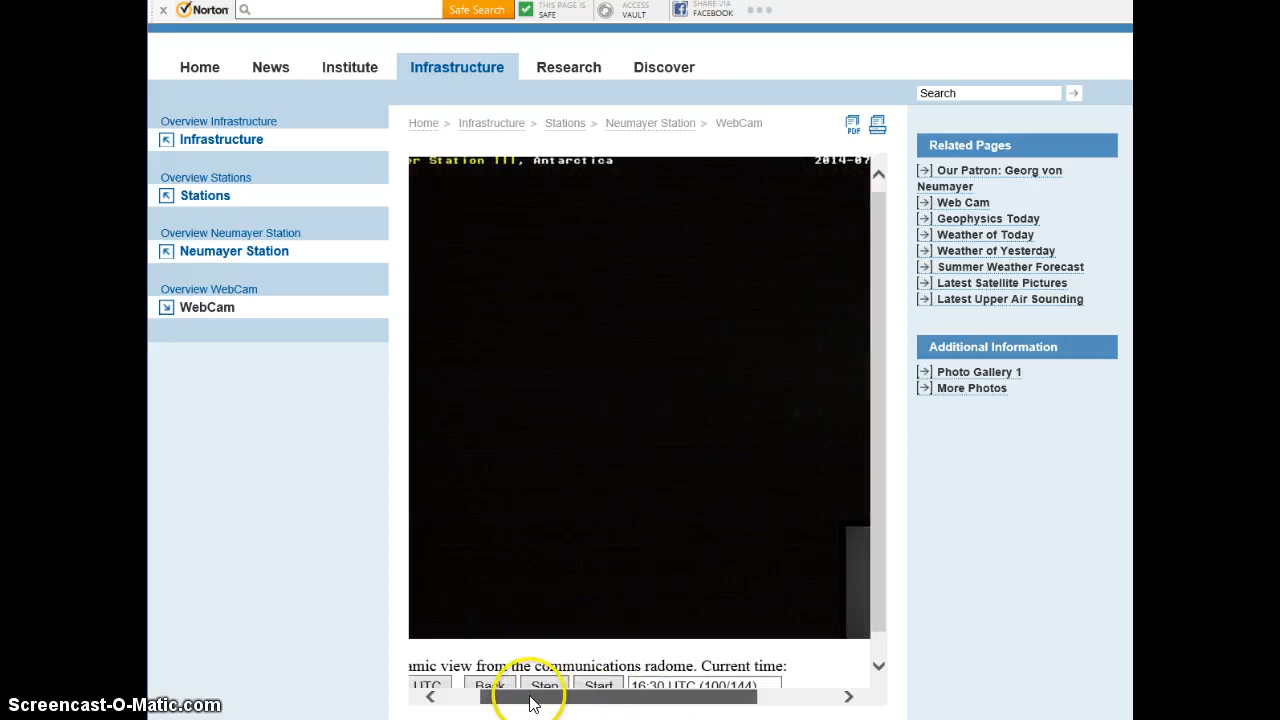 Norton
Safe Search
THIS PAGE IS
SAFE
ACCESS
VAULT
SHARE VIA
FACEBOOK
Home
News
Institute
Infrastructure
Research
Discover
Search
Overview Infrastructure
Infrastructure
Overview Stations
Stations
Overview Neumayer Station
Neumayer Station
Overview WebCam
WebCam
Home > Infrastructure > Stations > Neumayer Station > WebCam
PDF
er Station III, Antarctica 2014-07
amic view from the communications radome. Current time:
UTC Back Step Start 16:30 UTC (100/144)
Related Pages
Our Patron: Georg von
Neumayer
Web Cam
Geophysics Today
Weather of Today
Weather of Yesterday
Summer Weather Forecast
Latest Satellite Pictures
Latest Upper Air Sounding
Additional Information
Photo Gallery 1
More Photos
Screencast-O-Matic.com